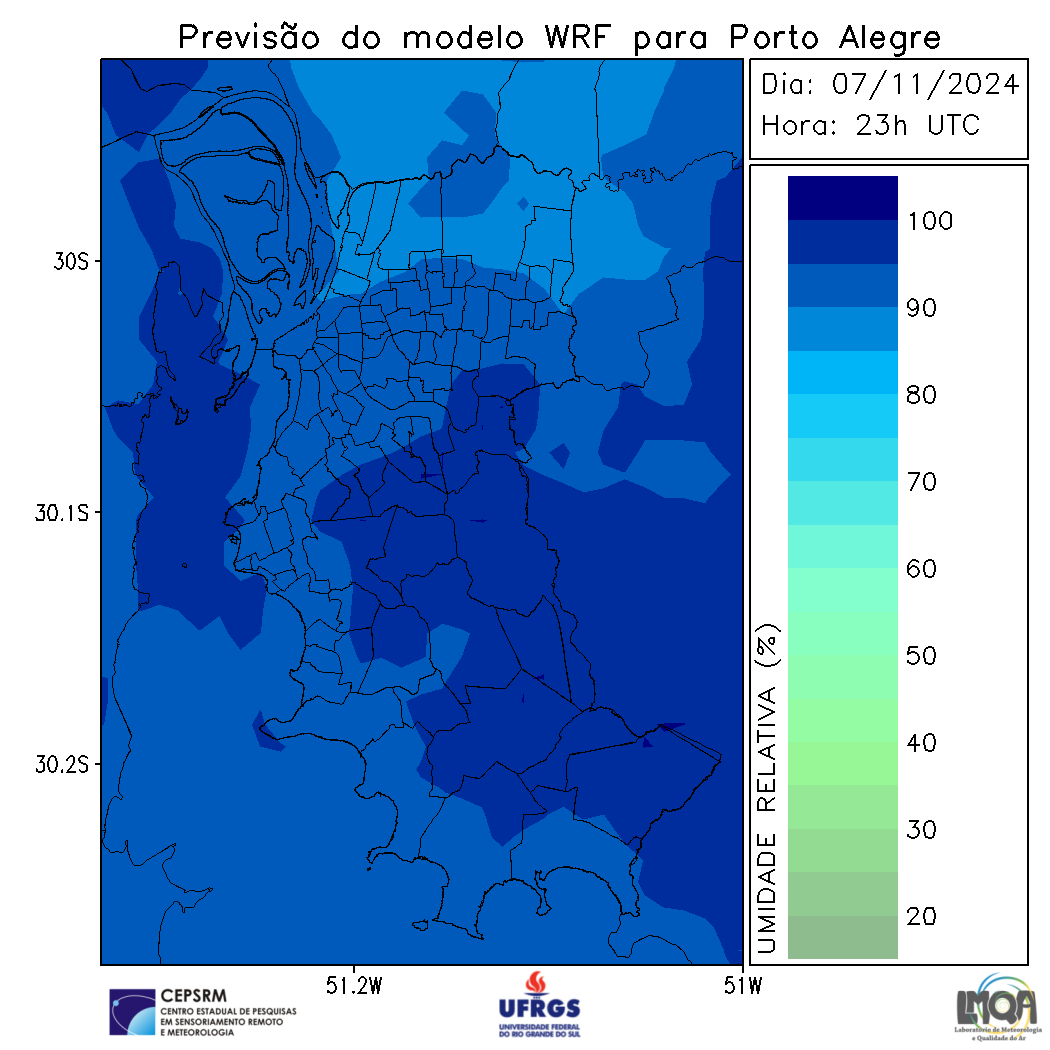 Previsão do modelo WRF para Porto Alegre
Dia: 07/11/2024
Hora: 23h UTC
30S
30.1S
30.2S
51.2W
51W
UMIDADE RELATIVA (%)
100
90
80
70
60
50
40
30
20
CEPSRM
CENTRO ESTADUAL DE PESQUISAS
EM SENSORIAMENTO REMOTO
E METEOROLOGIA
UFRGS
UNIVERSIDADE FEDERAL
DO RIO GRANDE DO SUL
LMQA
Laboratório de Meteorologia
e Qualidade do Ar